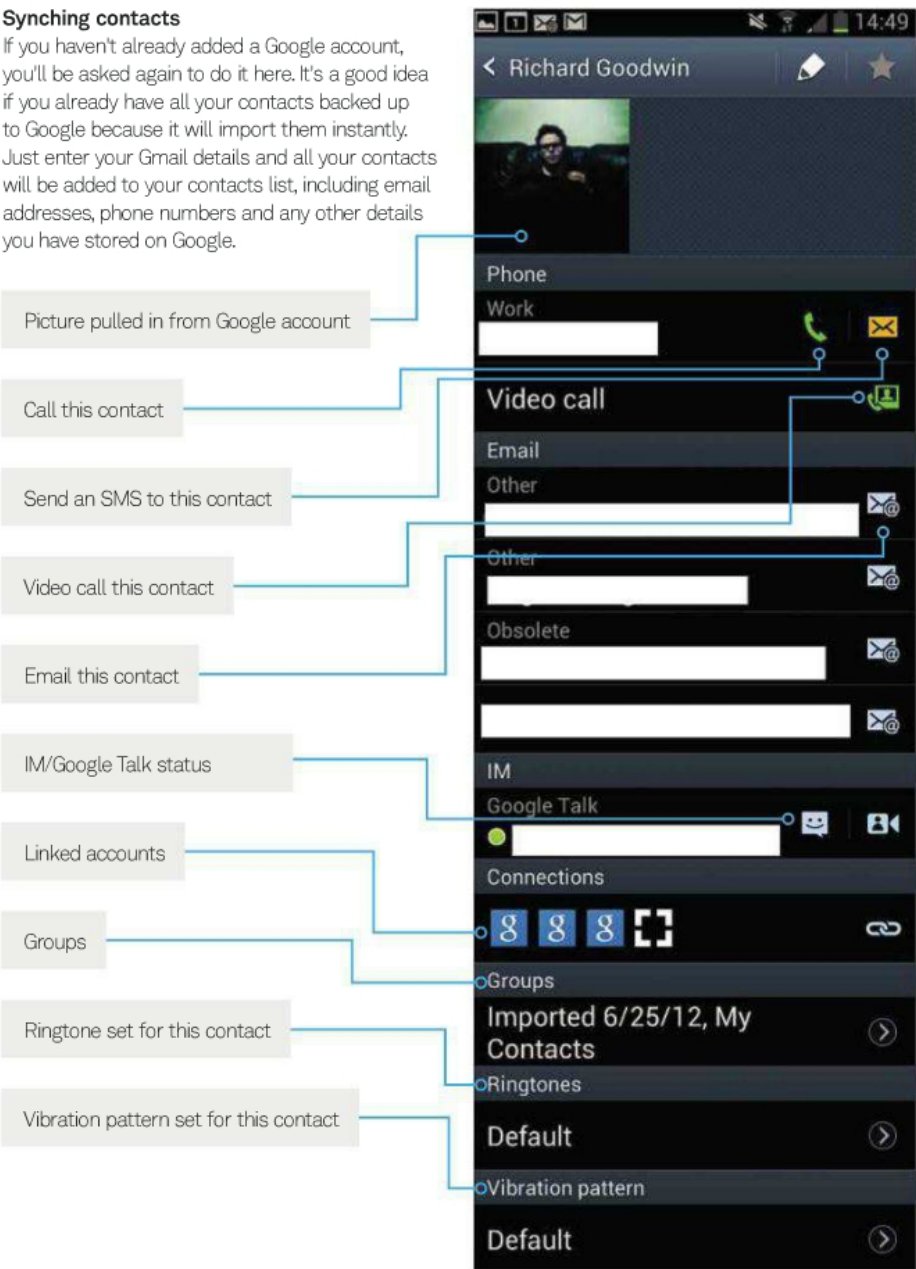 Synching contacts
If you haven't already added a Google account,
you'll be asked again to do it here. It's a good idea
if you already have all your contacts backed up
to Google because it will import them instantly.
Just enter your Gmail details and all your contacts
will be added to your contacts list, including email
addresses, phone numbers and any other details
you have stored on Google.
Picture pulled in from Google account
Call this contact
Send an SMS to this contact
Video call this contact
Email this contact
IM/Google Talk status
Linked accounts
Groups
Ringtone set for this contact
Vibration pattern set for this contact
1 14:49
Richard Goodwin
Phone
Work
Video call
Email
Other
Other
Obsolete
IM
Google Talk
Connections
g g g
Groups
Imported 6/25/12, My
Contacts
Ringtones
Default
Vibration pattern
Default